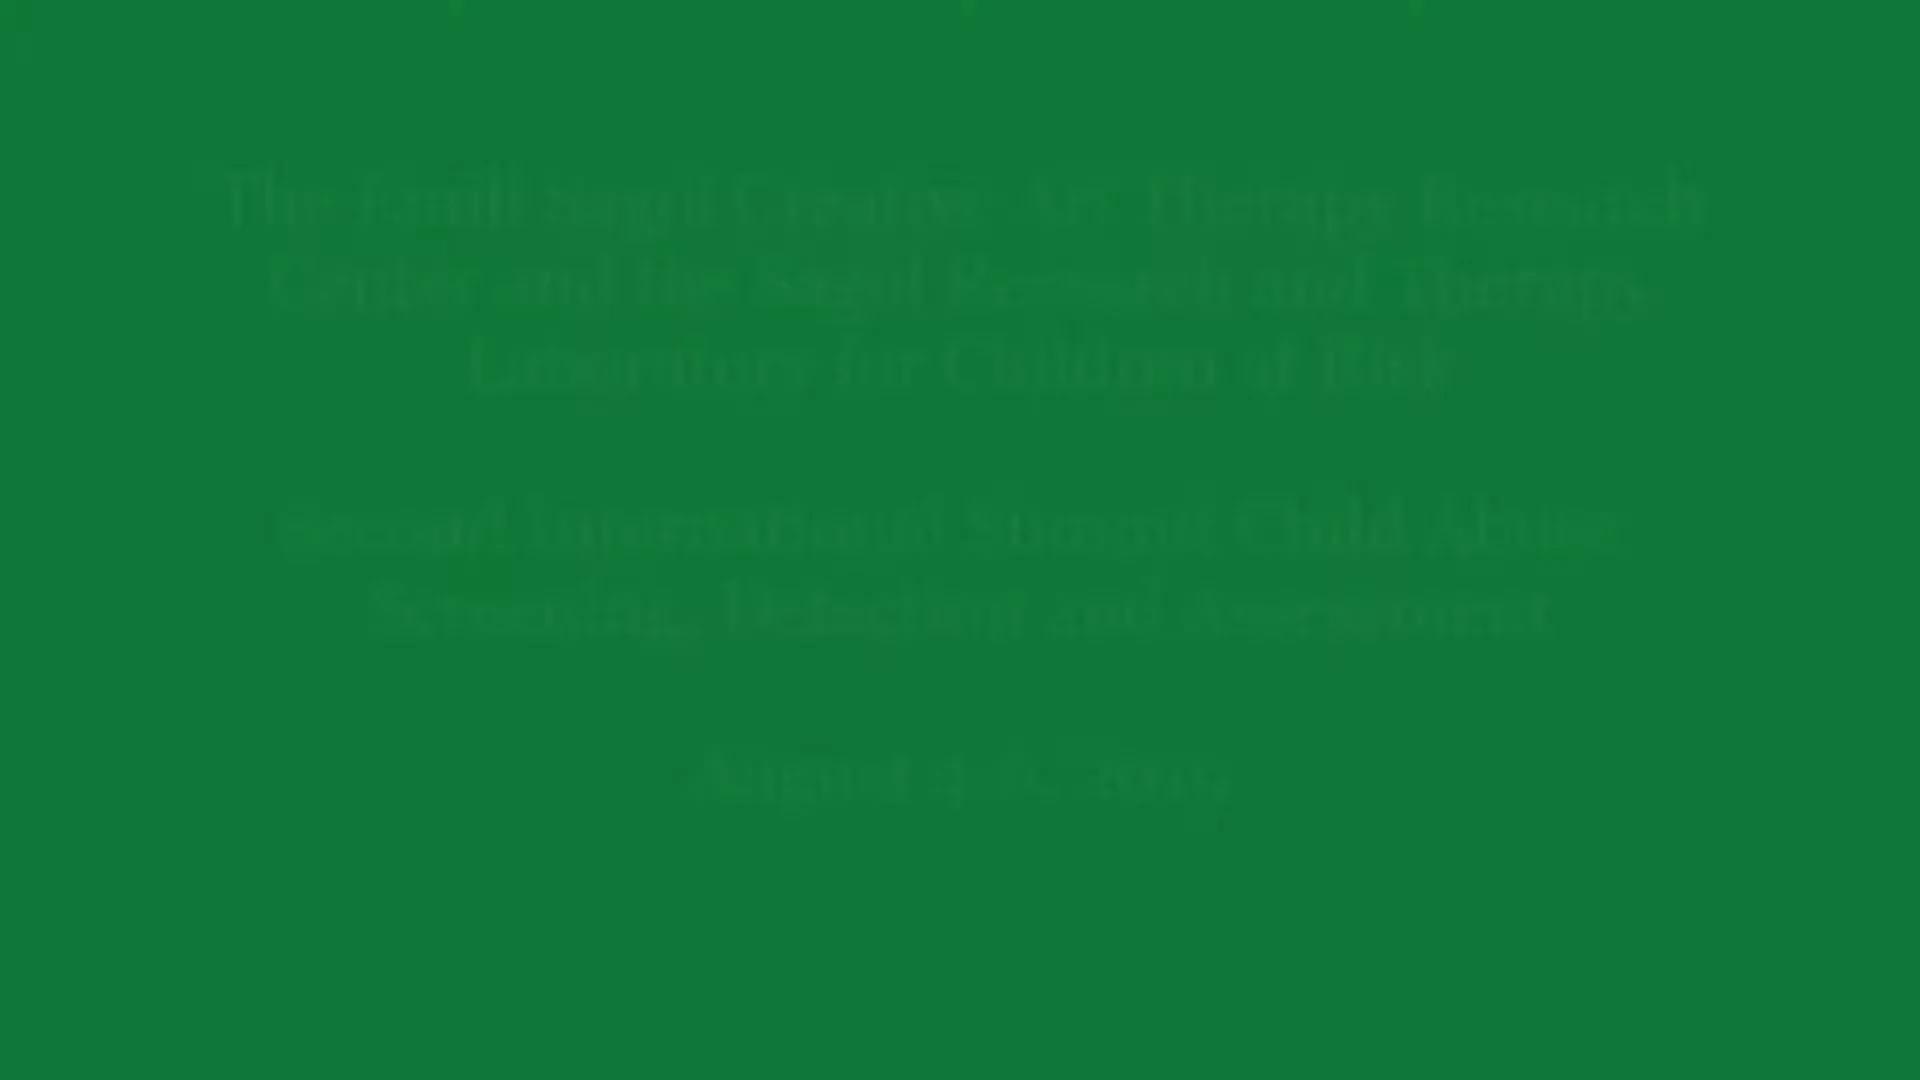 The Emili Sagol Creative Art Therapy Research
Center and the Sagol Research and Therapy
Laboratory for Children at Risk
Second International Summit Child Abuse
Screening, Detection and Assessment
August